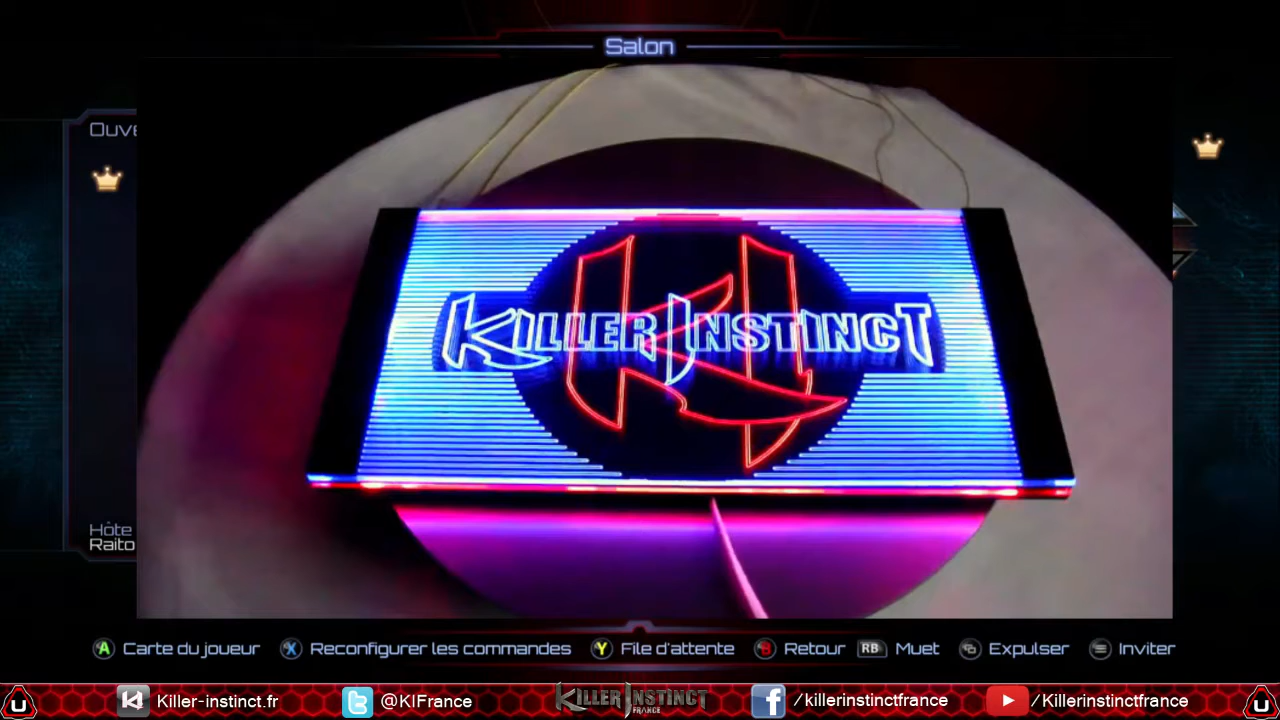 Salon
Ouve
KILLER INSTINCT
Hôte
Raito
A Carte du joueur X Reconfigurer les commandes Y File d'attente B Retour RB Muet Expulser Inviter
Killer-instinct.fr @KIFrance KILLER INSTINCT FRANCE /killerinstinctfrance /Killerinstinctfrance